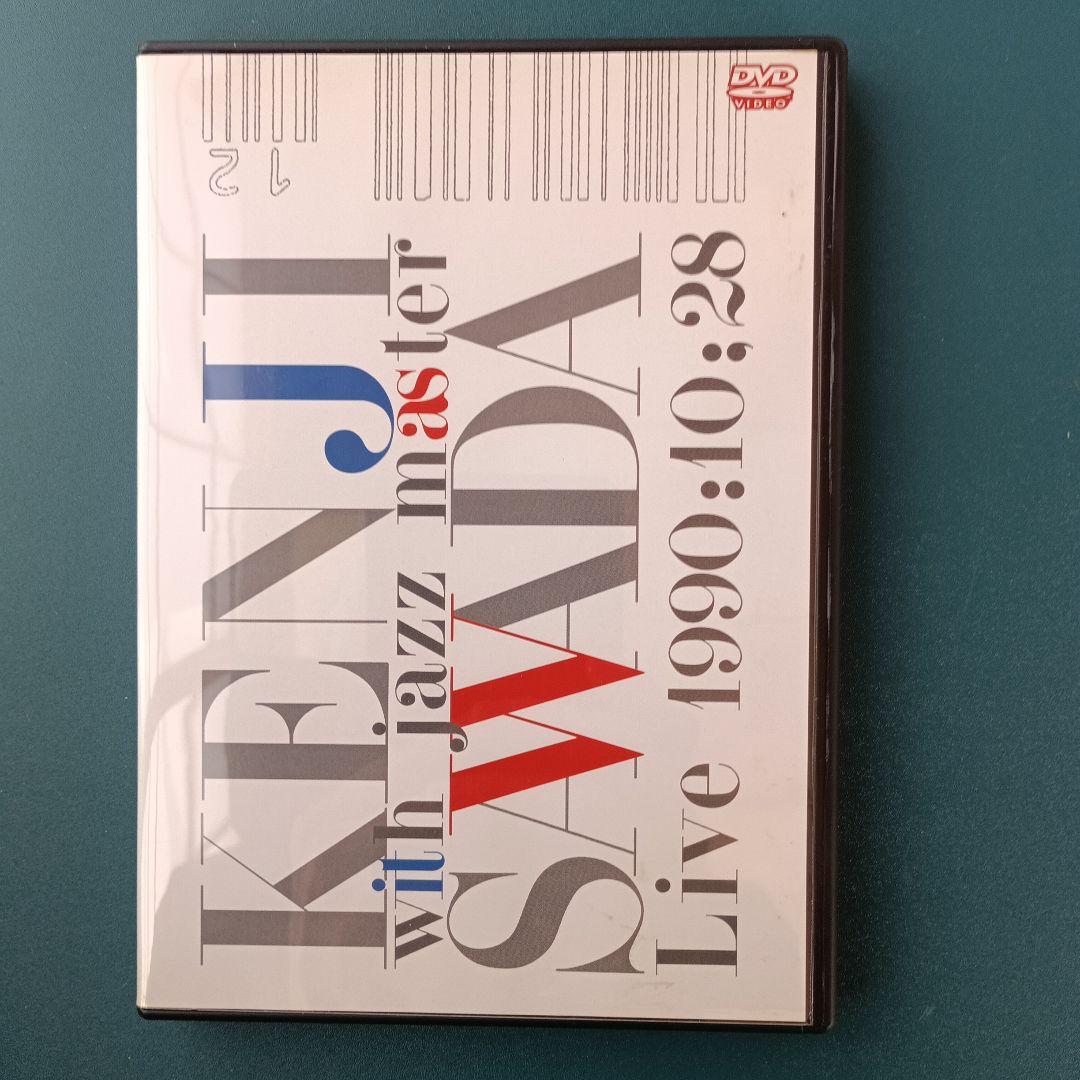 KENJI
with jazz master
SAWADA
Live 1990:10;28
12
DVD
VIDEO